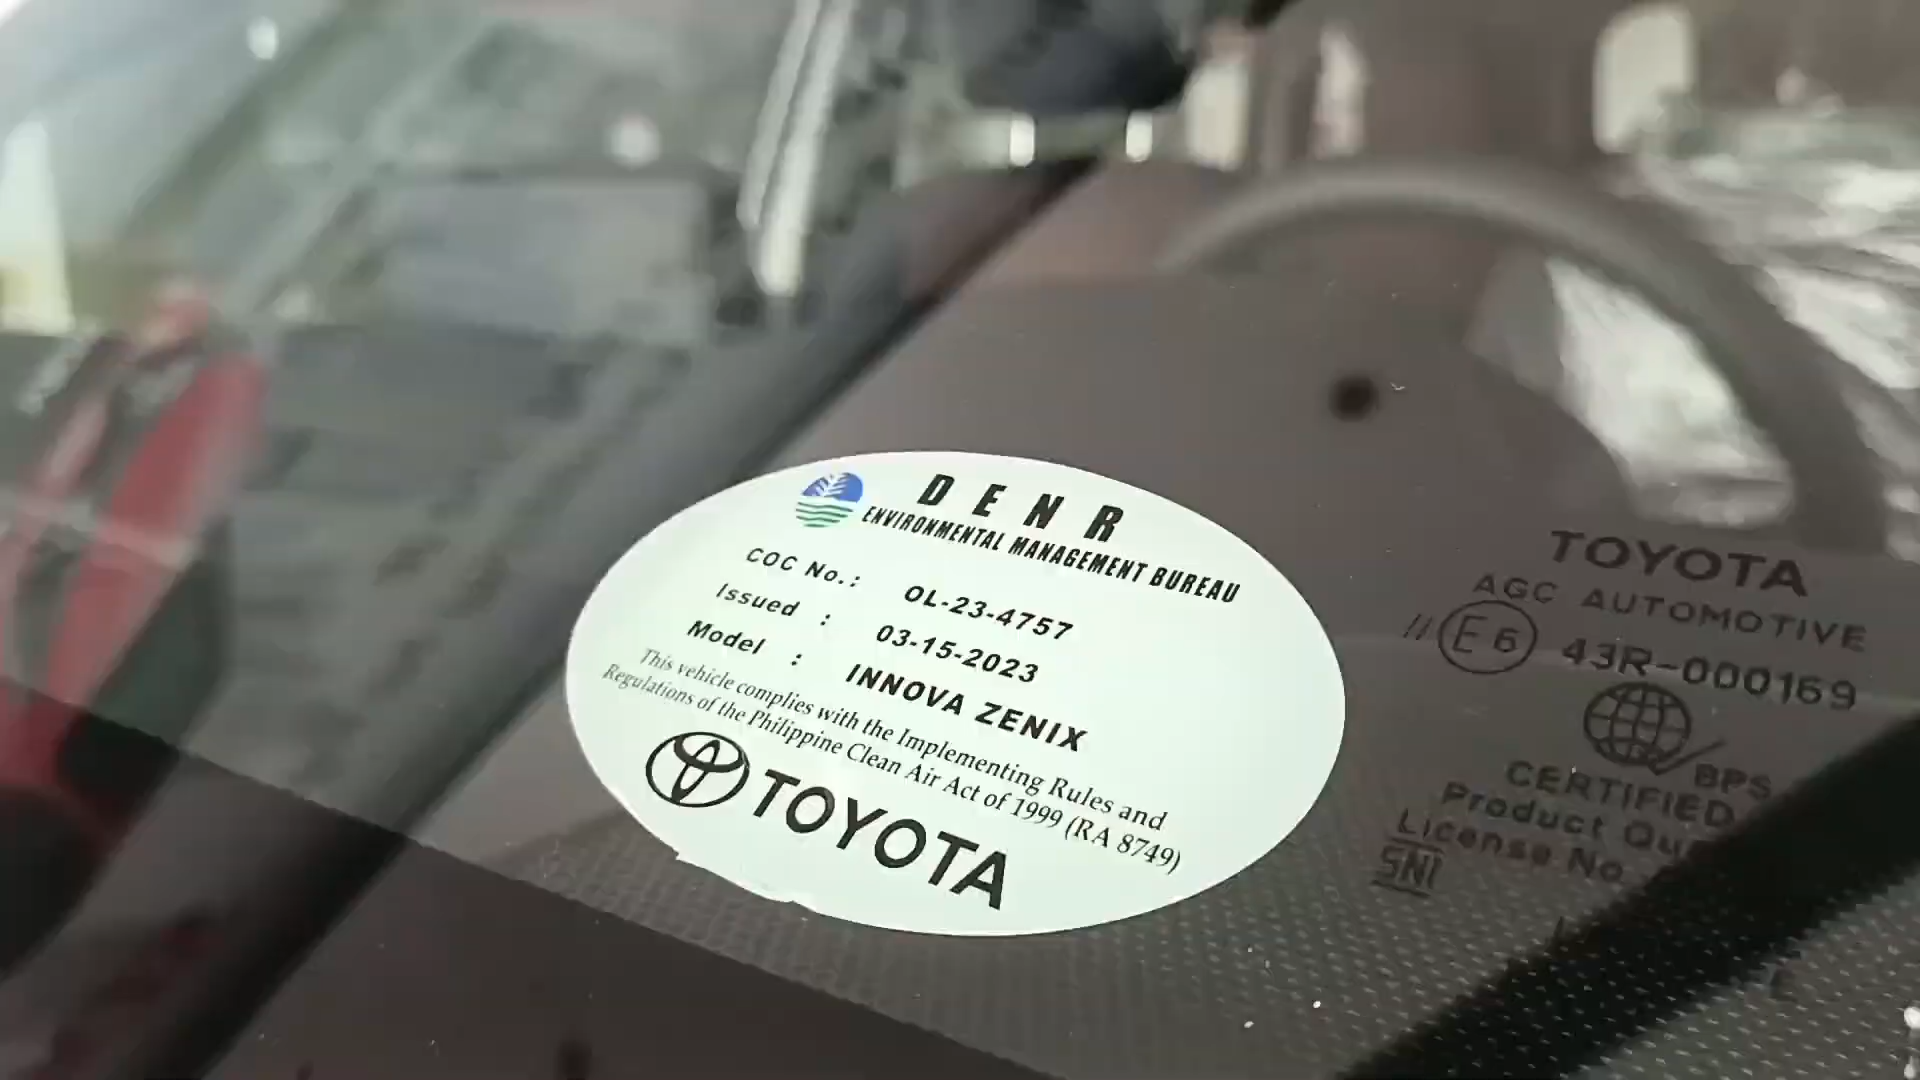 DENR
ENVIRONMENTAL MANAGEMENT BUREAU
COC No.: OL-23-4757
Issued : 03-15-2023
Model : INNOVA ZENIX
This vehicle complies with the Implementing Rules and
Regulations of the Philippine Clean Air Act of 1999 (RA 8749)
TOYOTA
TOYOTA
AGC AUTOMOTIVE
// E6 43R-000169
BPS
CERTIFIED
Product
License No.
SNI